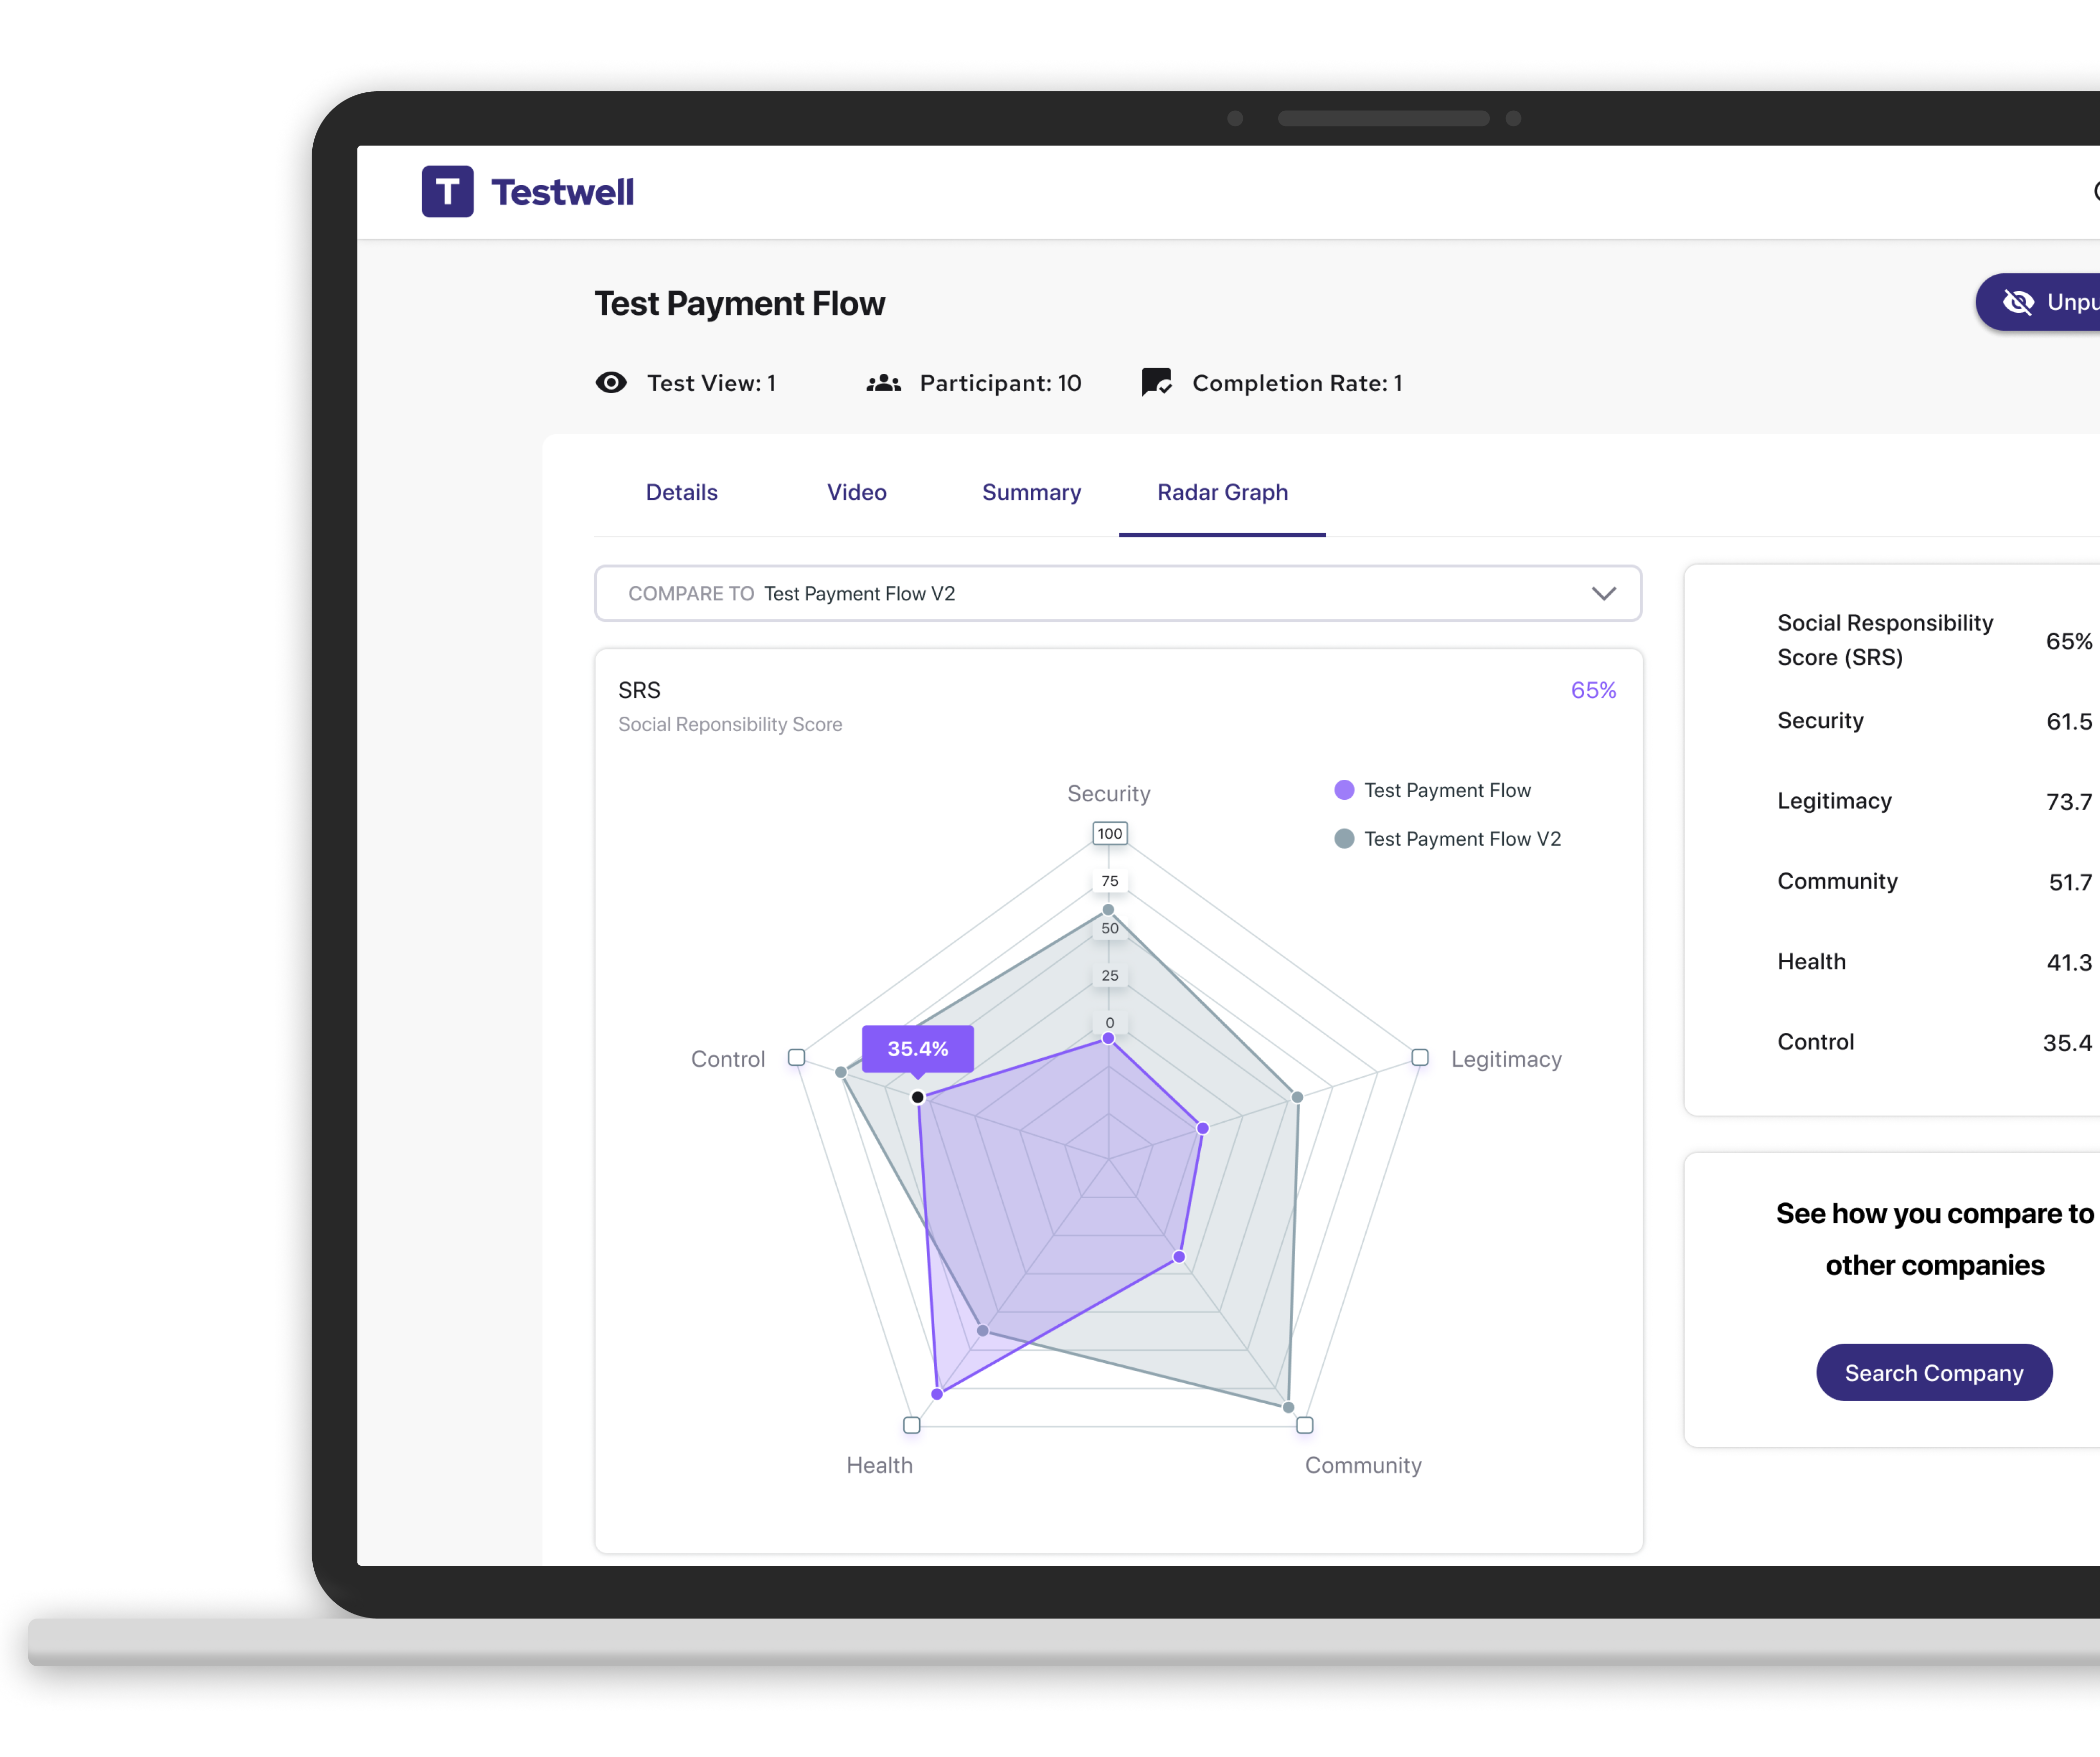 T Testwell
Test Payment Flow
Unpu
Test View: 1
Participant: 10
Completion Rate: 1
Details
Video
Summary
Radar Graph
COMPARE TO Test Payment Flow V2
SRS
65%
Social Reponsibility Score
Test Payment Flow
Test Payment Flow V2
Security
100
75
50
25
0
35.4%
Control
Legitimacy
Health
Community
Social Responsibility
Score (SRS)
65%
Security
61.5
Legitimacy
73.7
Community
51.7
Health
41.3
Control
35.4
See how you compare to
other companies
Search Company